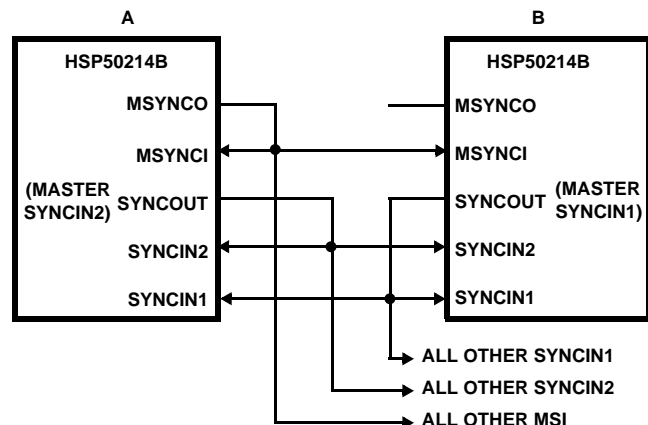 A
B
HSP50214B
HSP50214B
MSYNCO
MSYNCO
MSYNCI
MSYNCI
(MASTER
SYNCIN2)
SYNCOUT
SYNCOUT
(MASTER
SYNCIN1)
SYNCIN2
SYNCIN2
SYNCIN1
SYNCIN1
ALL OTHER SYNCIN1
ALL OTHER SYNCIN2
ALL OTHER MSI